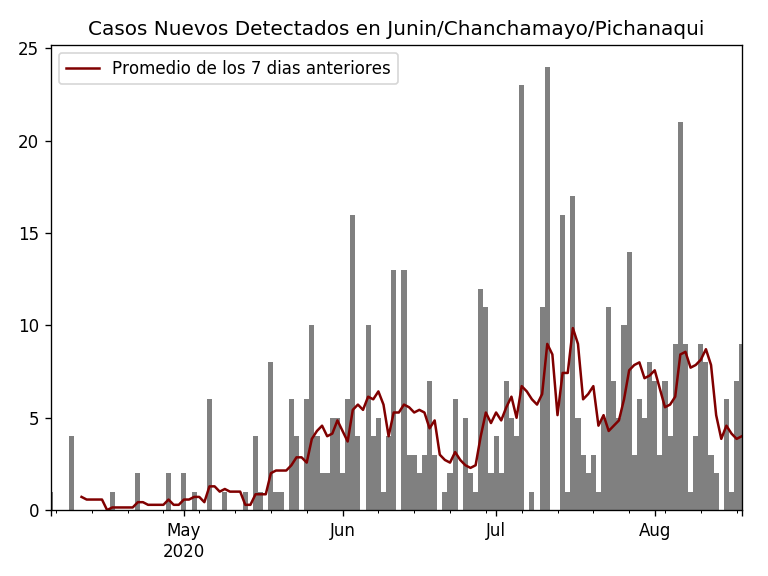 Casos Nuevos Detectados en Junin/Chanchamayo/Pichanaqui
Promedio de los 7 dias anteriores
25
20
15
10
5
0
May
2020
Jun
Jul
Aug